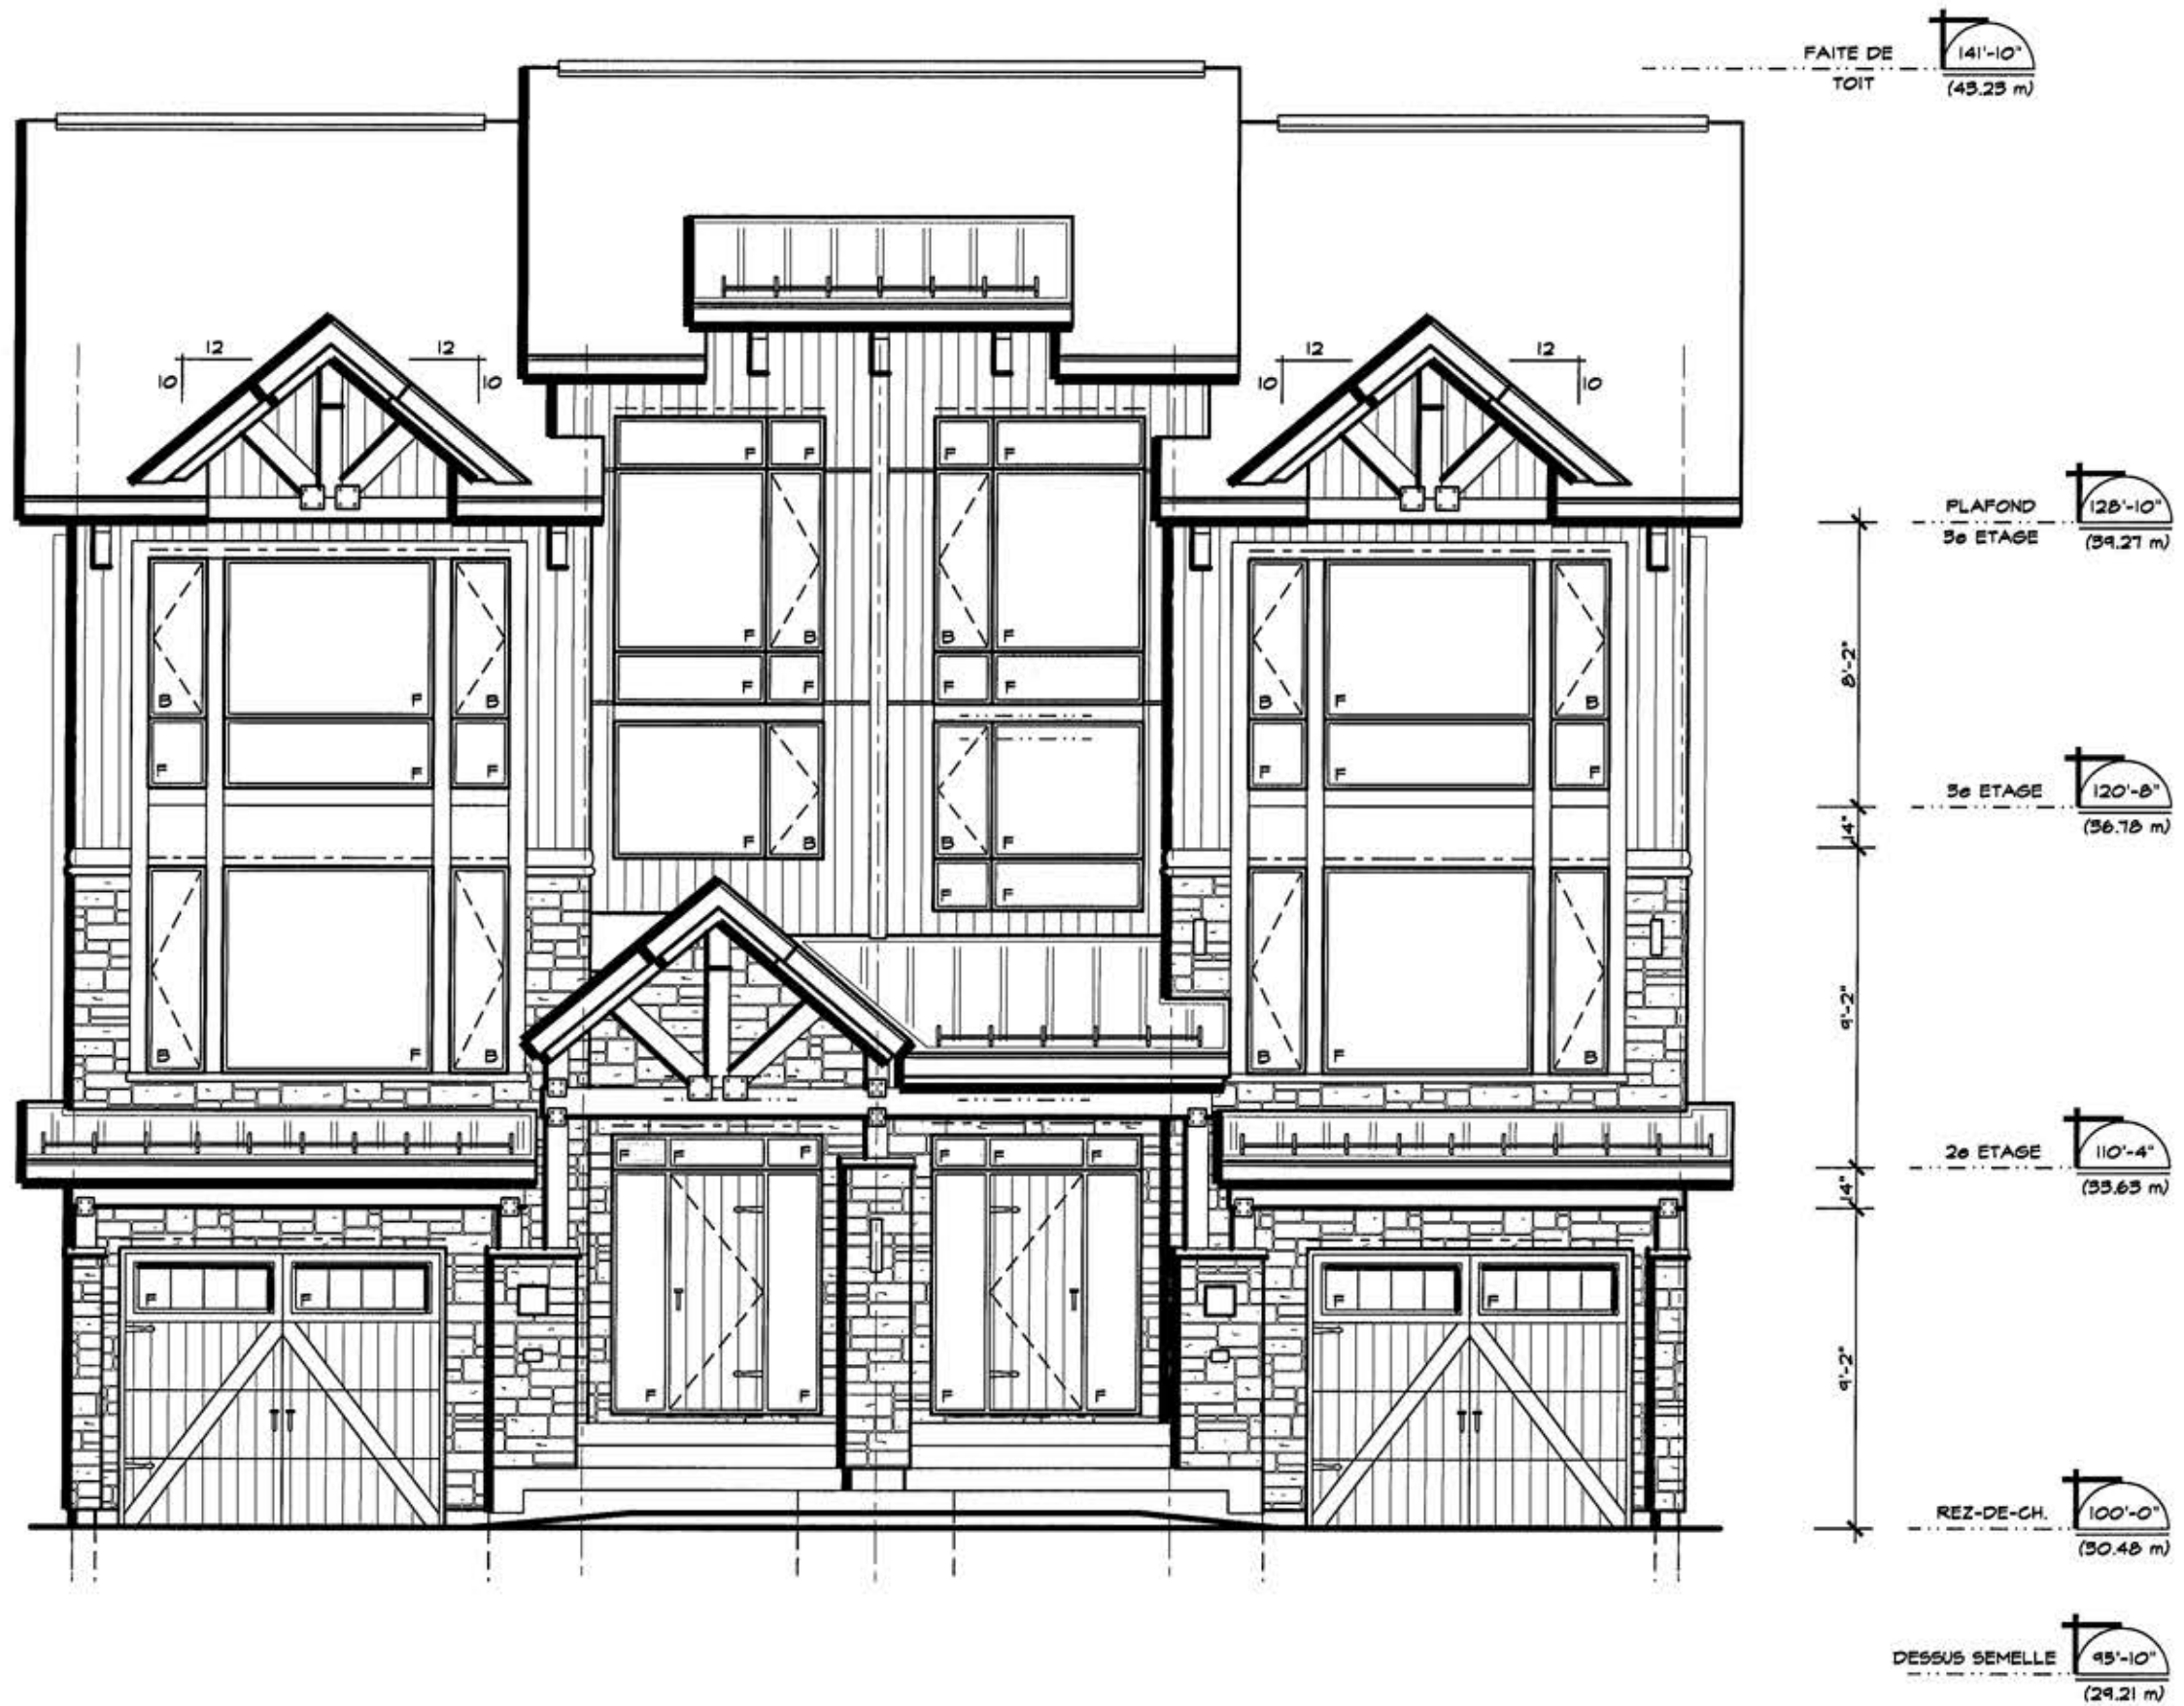 FAITE DE
TOIT
141'-10"
(43.23 m)
12 12
10 10
12 12
10 10
F F F F
PLAFOND
3e ETAGE
128'-10"
(39.27 m)
F B B F
8'-2"
F F F F
B F B B F B
F F F F F F
3e ETAGE
120'-8"
(36.78 m)
14"
F B B F
F F
9'-2"
B F B B F B
2e ETAGE
110'-4"
(33.63 m)
F F F F F F
14"
F F F F
9'-2"
F F F F
REZ-DE-CH.
100'-0"
(30.48 m)
DESSUS SEMELLE
95'-10"
(29.21 m)